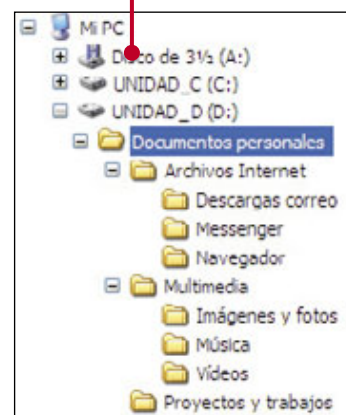 Mi PC
Disco de 3½ (A:)
UNIDAD_C (C:)
UNIDAD_D (D:)
Documentos personales
Archivos Internet
Descargas correo
Messenger
Navegador
Multimedia
Imágenes y fotos
Música
Vídeos
Proyectos y trabajos